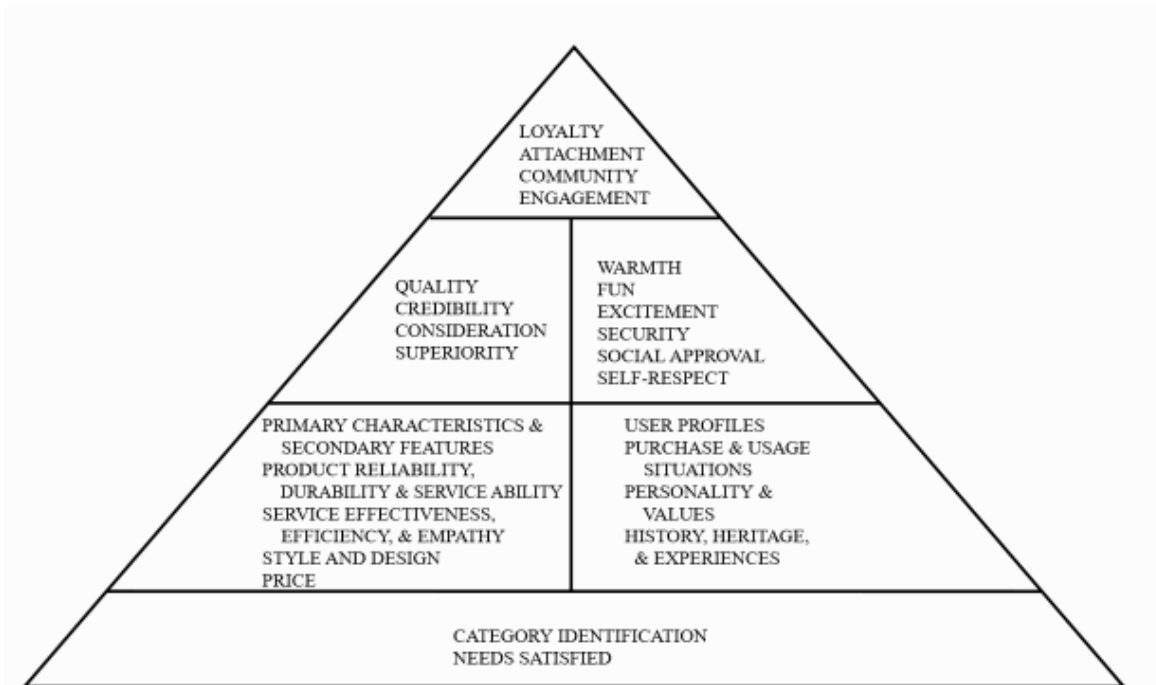 LOYALTY
ATTACHMENT
COMMUNITY
ENGAGEMENT
QUALITY
CREDIBILITY
CONSIDERATION
SUPERIORITY
WARMTH
FUN
EXCITEMENT
SECURITY
SOCIAL APPROVAL
SELF-RESPECT
PRIMARY CHARACTERISTICS &
SECONDARY FEATURES
PRODUCT RELIABILITY,
DURABILITY & SERVICE ABILITY
SERVICE EFFECTIVENESS,
EFFICIENCY, & EMPATHY
STYLE AND DESIGN
PRICE
USER PROFILES
PURCHASE & USAGE
SITUATIONS
PERSONALITY &
VALUES
HISTORY, HERITAGE,
& EXPERIENCES
CATEGORY IDENTIFICATION
NEEDS SATISFIED